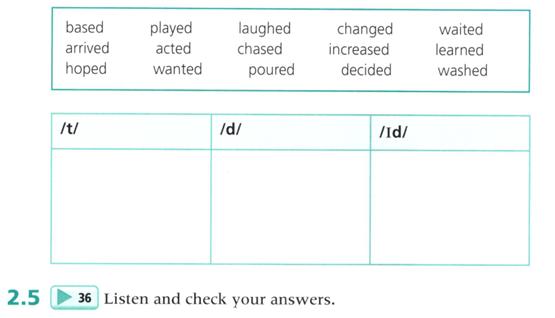 based played laughed changed waited
arrived acted chased increased learned
hoped wanted poured decided washed
/t/ /d/ /ɪd/
2.5 36 Listen and check your answers.